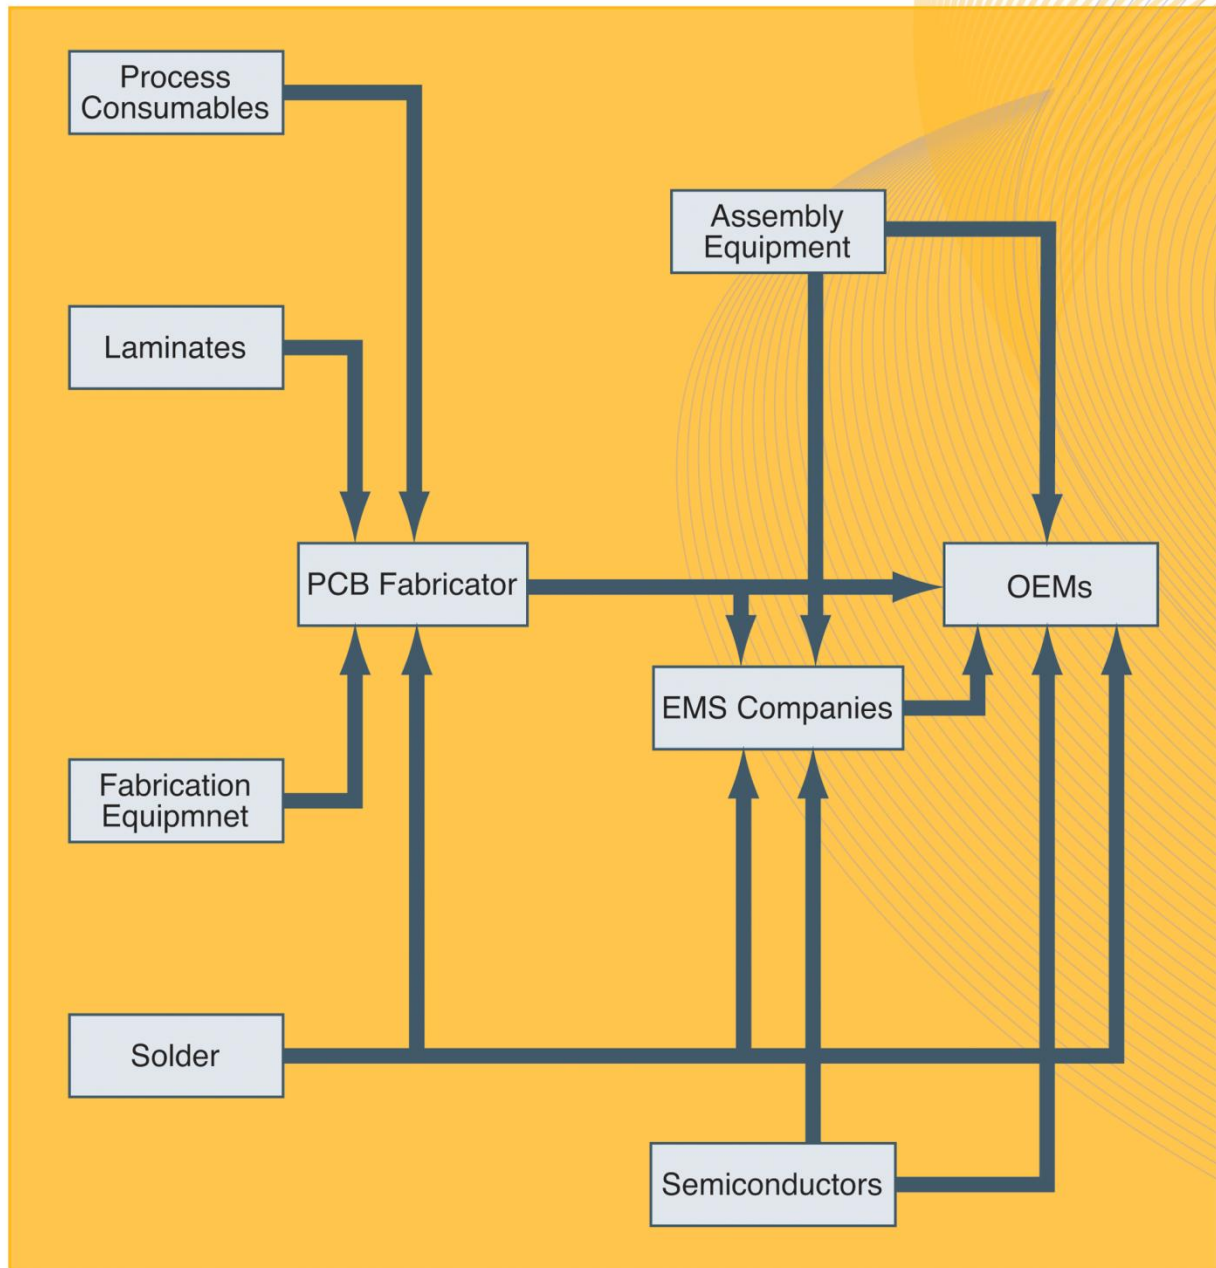 Process
Consumables
Assembly
Equipment
Laminates
PCB Fabricator
OEMs
EMS Companies
Fabrication
Equipmnet
Solder
Semiconductors